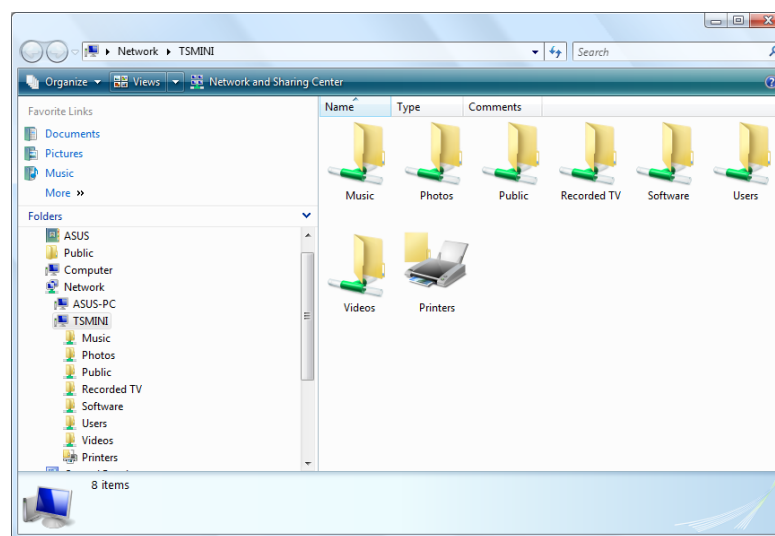 Network ▸ TSMINI
Search
Organize
Views
Network and Sharing Center
Favorite Links
Documents
Pictures
Music
More »
Folders
ASUS
Public
Computer
Network
ASUS-PC
TSMINI
Music
Photos
Public
Recorded TV
Software
Users
Videos
Printers
Name Type Comments
Music Photos Public Recorded TV Software Users
Videos Printers
8 items